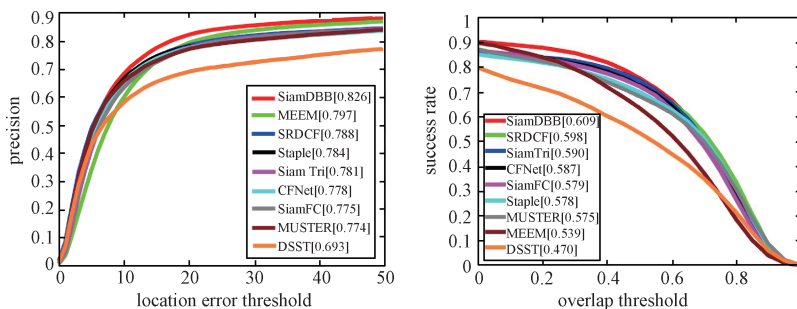 0.9
0.8
0.7
0.6
0.5
0.4
0.3
0.2
0.1
0
precision
SiamDBB[0.826]
MEEM[0.797]
SRDCF[0.788]
Staple[0.784]
Siam Tri[0.781]
CFNet[0.778]
SiamFC[0.775]
MUSTER[0.774]
DSST[0.693]
0 10 20 30 40 50
location error threshold
1
0.9
0.8
0.7
0.6
0.5
0.4
0.3
0.2
0.1
0
success rate
SiamDBB[0.609]
SRDCF[0.598]
SiamTri[0.590]
CFNet[0.587]
SiamFC[0.579]
Staple[0.578]
MUSTER[0.575]
MEEM[0.539]
DSST[0.470]
0 0.2 0.4 0.6 0.8
overlap threshold